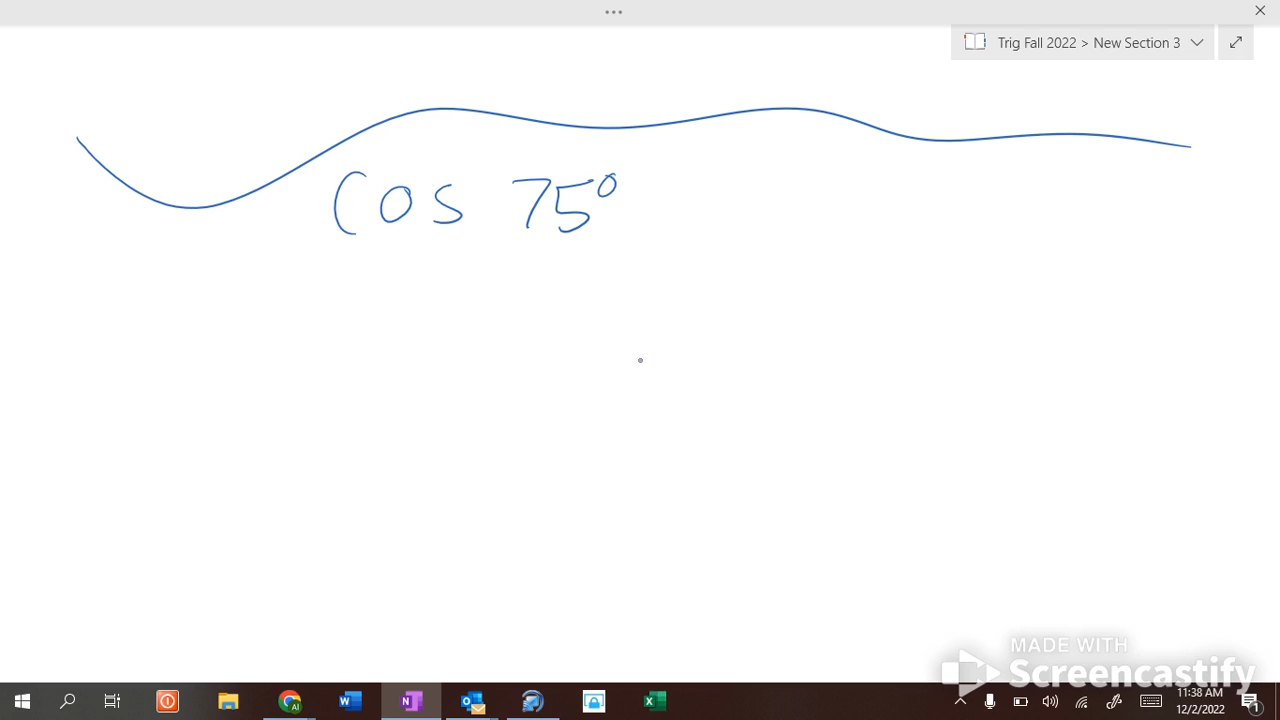 Trig Fall 2022 > New Section 3
Cos 75°
MADE WITH
Screencastify
11:38 AM
12/2/2022